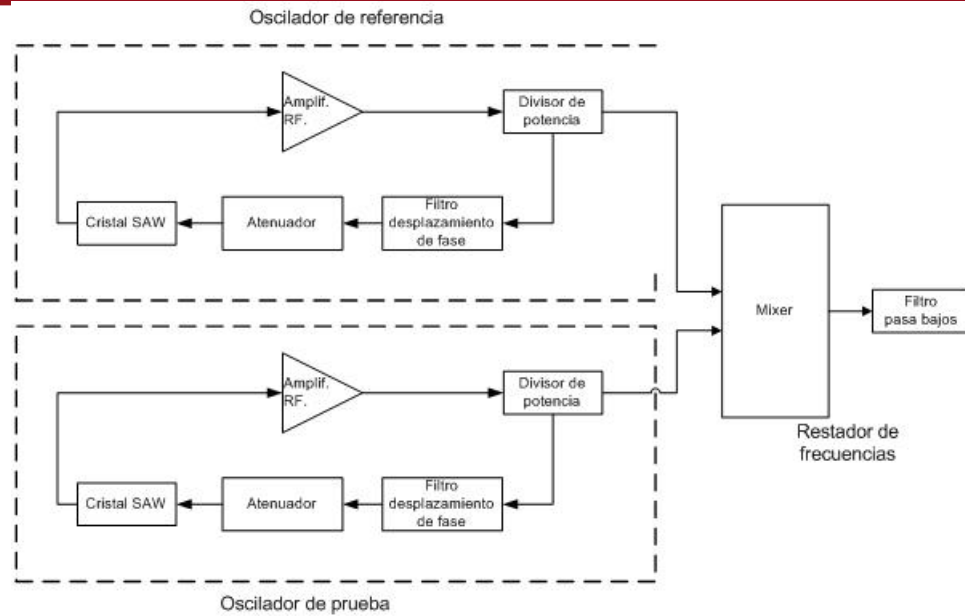 Oscilador de referencia
Amplif.
RF.
Divisor de
potencia
Cristal SAW
Atenuador
Filtro
desplazamiento
de fase
Mixer
Filtro
pasa bajos
Restador de
frecuencias
Amplif.
RF.
Divisor de
potencia
Cristal SAW
Atenuador
Filtro
desplazamiento
de fase
Oscilador de prueba